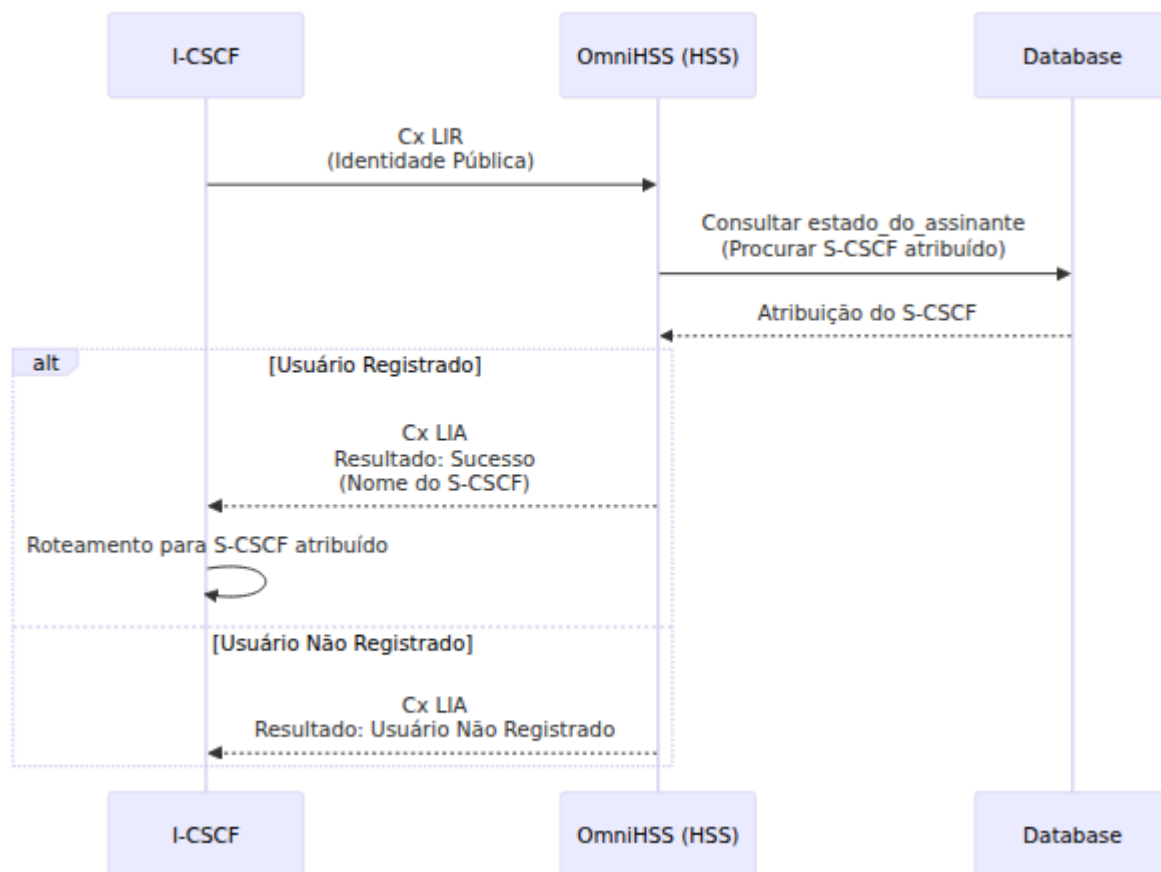 I-CSCF
OmniHSS (HSS)
Database
Cx LIR
(Identidade Pública)
Consultar estado_do_assinante
(Procurar S-CSCF atribuído)
Atribuição do S-CSCF
alt
[Usuário Registrado]
Cx LIA
Resultado: Sucesso
(Nome do S-CSCF)
Roteamento para S-CSCF atribuído
[Usuário Não Registrado]
Cx LIA
Resultado: Usuário Não Registrado
I-CSCF
OmniHSS (HSS)
Database